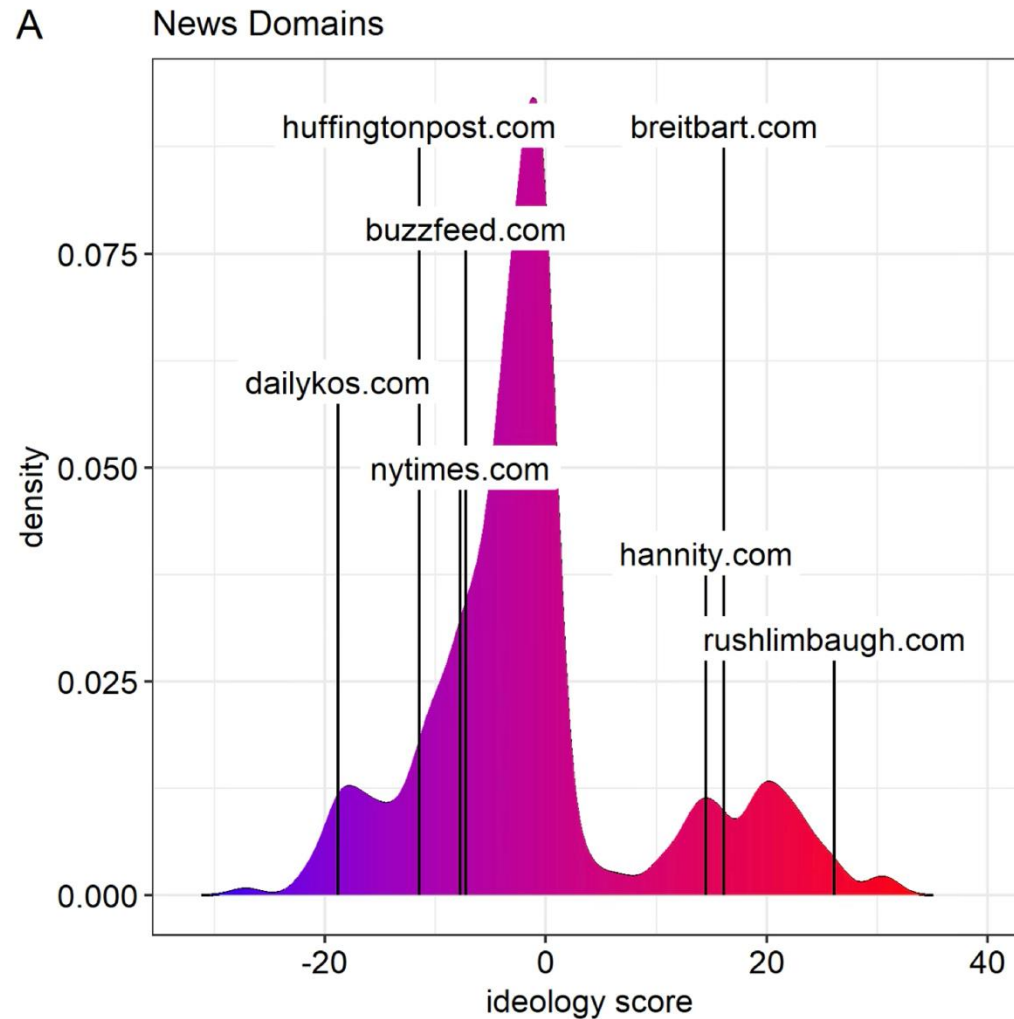 A
News Domains
huffingtonpost.com
breitbart.com
buzzfeed.com
0.075
dailykos.com
nytimes.com
0.050
density
hannity.com
rushlimbaugh.com
0.025
0.000
-20
0
20
40
ideology score